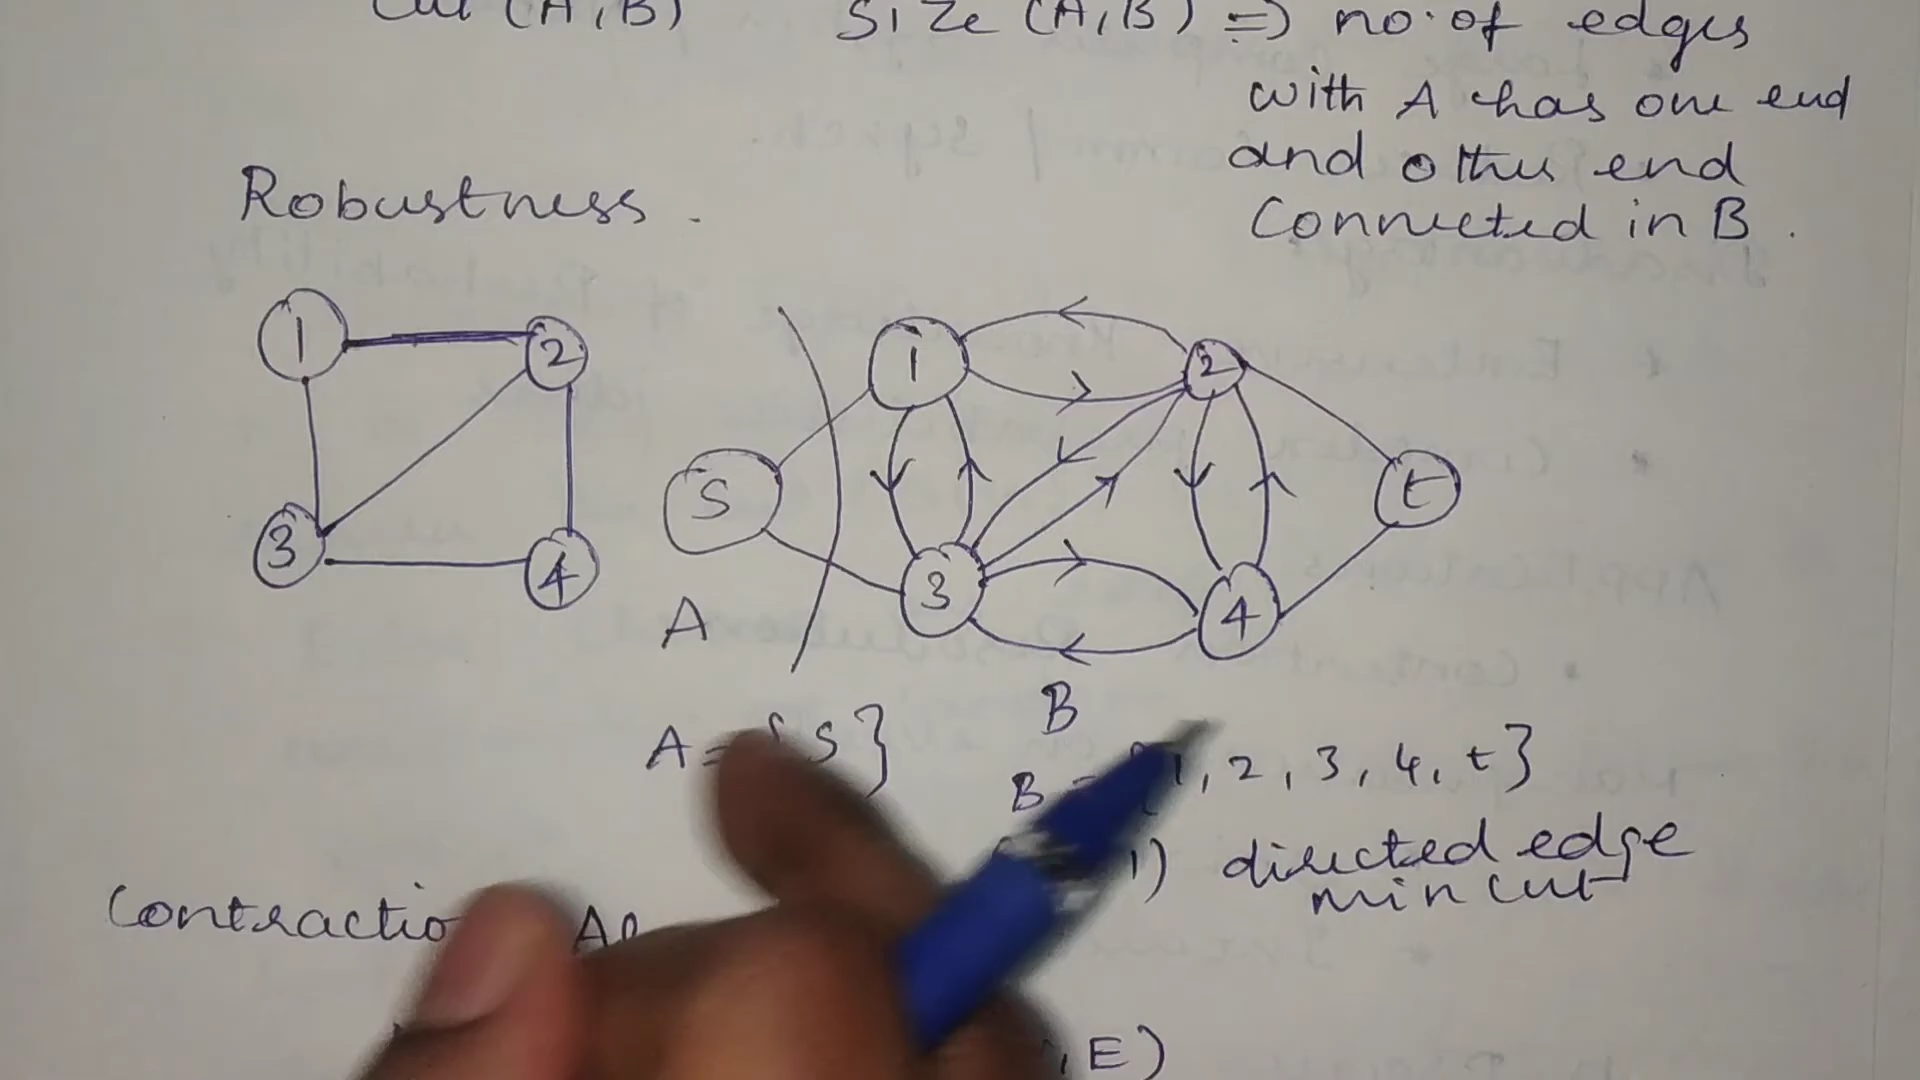 Cut (A, B) Size (A, B) => no. of edges
with A has one end
and other end
Connected in B.
Robustness.
1 2
3 4
S 1 2 3 4 t
A
B
A = { S }
B = {1, 2, 3, 4, t}
1) directed edge
min cut
Contractio
, E)